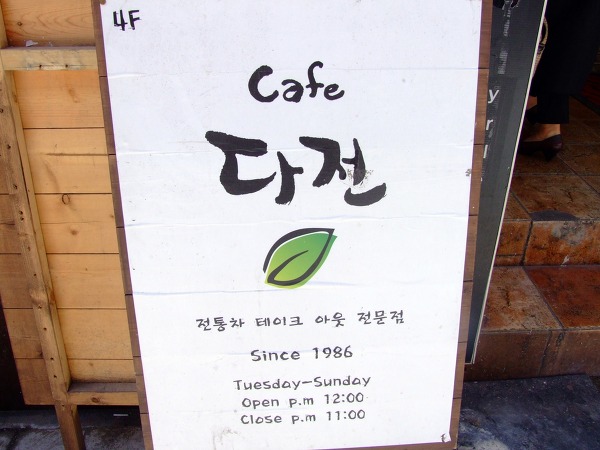 4F
Cafe
다전
전통차 테이크 아웃 전문점
Since 1986
Tuesday-Sunday
Open p.m 12:00
Close p.m 11:00